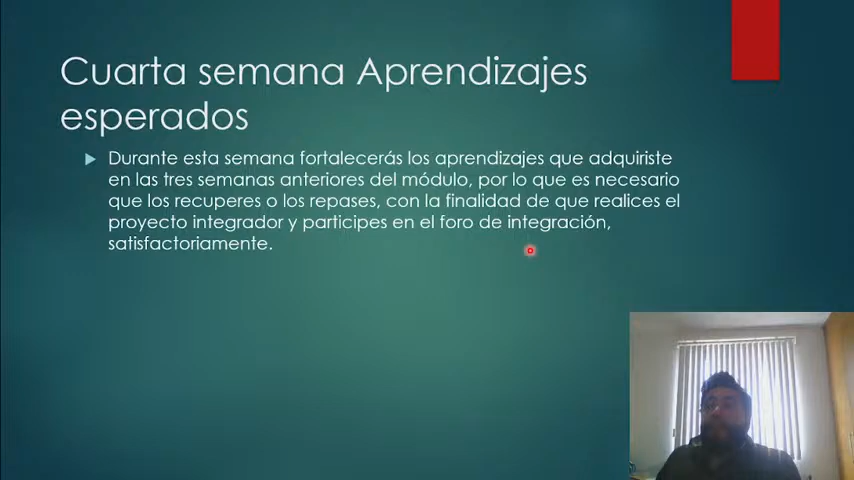 Cuarta semana Aprendizajes
esperados
Durante esta semana fortalecerás los aprendizajes que adquiriste
en las tres semanas anteriores del módulo, por lo que es necesario
que los recuperes o los repases, con la finalidad de que realices el
proyecto integrador y participes en el foro de integración,
satisfactoriamente.